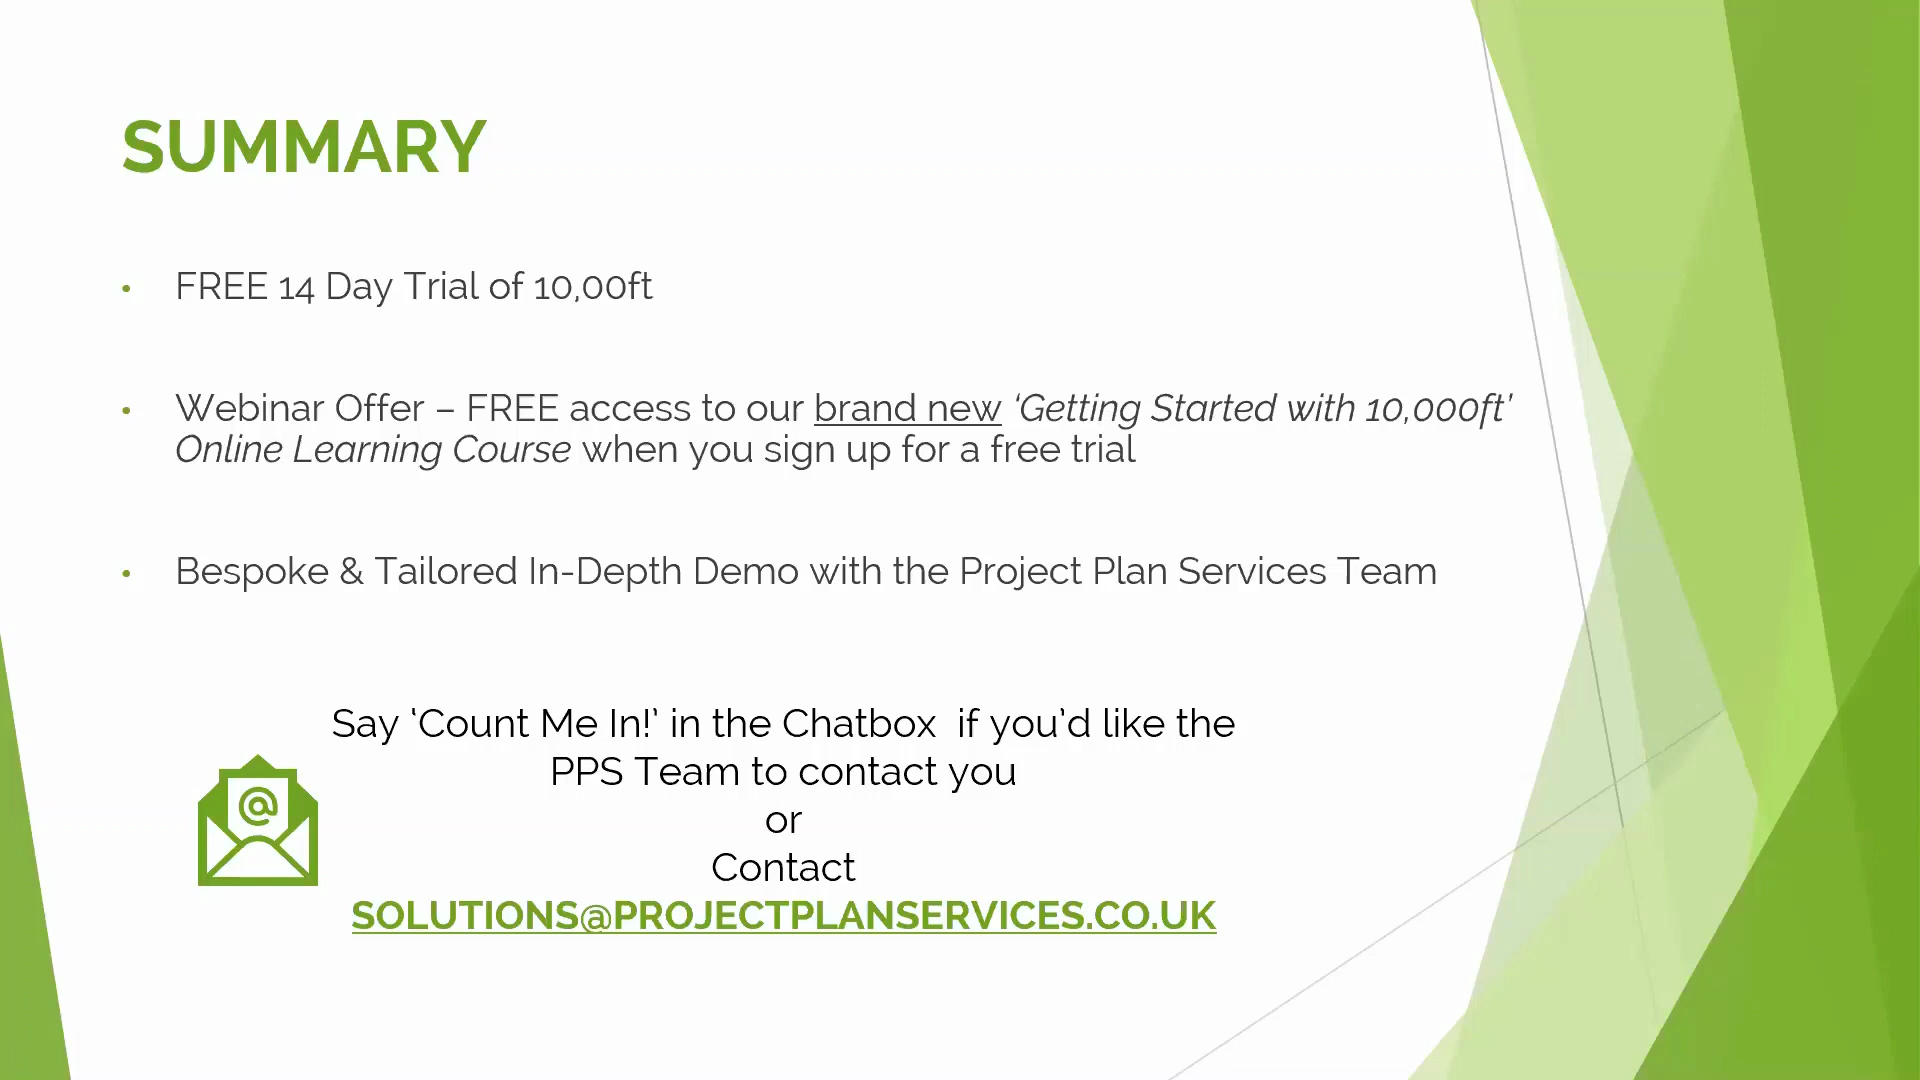 SUMMARY
• FREE 14 Day Trial of 10,00ft
• Webinar Offer – FREE access to our brand new ‘Getting Started with 10,000ft’
Online Learning Course when you sign up for a free trial
• Bespoke & Tailored In-Depth Demo with the Project Plan Services Team
Say ‘Count Me In!’ in the Chatbox  if you’d like the
PPS Team to contact you
or
Contact
SOLUTIONS@PROJECTPLANSERVICES.CO.UK